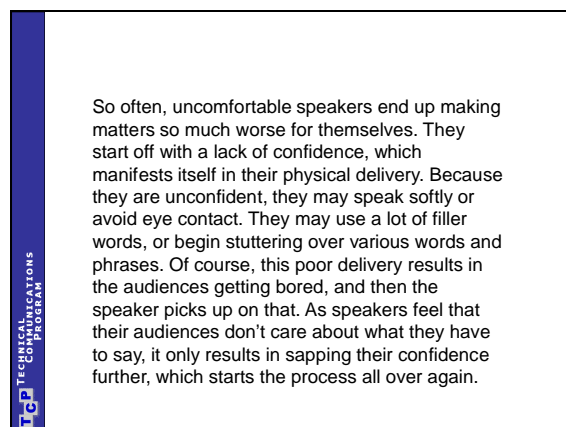 So often, uncomfortable speakers end up making
matters so much worse for themselves. They
start off with a lack of confidence, which
manifests itself in their physical delivery. Because
they are unconfident, they may speak softly or
avoid eye contact. They may use a lot of filler
words, or begin stuttering over various words and
phrases. Of course, this poor delivery results in
the audiences getting bored, and then the
speaker picks up on that. As speakers feel that
their audiences don't care about what they have
to say, it only results in sapping their confidence
further, which starts the process all over again.
TCP
TECHNICAL
COMMUNICATIONS
PROGRAM